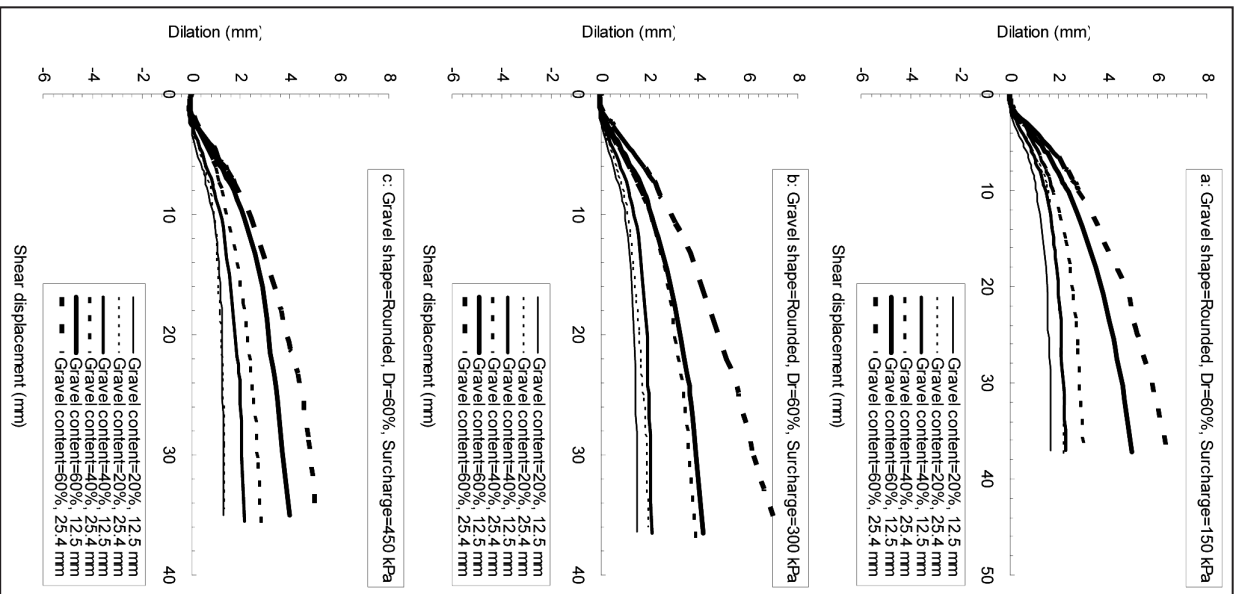 a: Gravel shape=Rounded, Dr=60%, Surcharge=150 kPa
Dilation (mm)
8
6
4
2
0
-2
-4
-6
0
10
20
30
40
50
Shear displacement (mm)
Gravel content=20%, 12.5 mm
Gravel content=20%, 25.4 mm
Gravel content=40%, 12.5 mm
Gravel content=40%, 25.4 mm
Gravel content=60%, 12.5 mm
Gravel content=60%, 25.4 mm
b: Gravel shape=Rounded, Dr=60%, Surcharge=300 kPa
Dilation (mm)
8
6
4
2
0
-2
-4
-6
0
10
20
30
40
Shear displacement (mm)
Gravel content=20%, 12.5 mm
Gravel content=20%, 25.4 mm
Gravel content=40%, 12.5 mm
Gravel content=40%, 25.4 mm
Gravel content=60%, 12.5 mm
Gravel content=60%, 25.4 mm
c: Gravel shape=Rounded, Dr=60%, Surcharge=450 kPa
Dilation (mm)
8
6
4
2
0
-2
-4
-6
0
10
20
30
40
Shear displacement (mm)
Gravel content=20%, 12.5 mm
Gravel content=20%, 25.4 mm
Gravel content=40%, 12.5 mm
Gravel content=40%, 25.4 mm
Gravel content=60%, 12.5 mm
Gravel content=60%, 25.4 mm